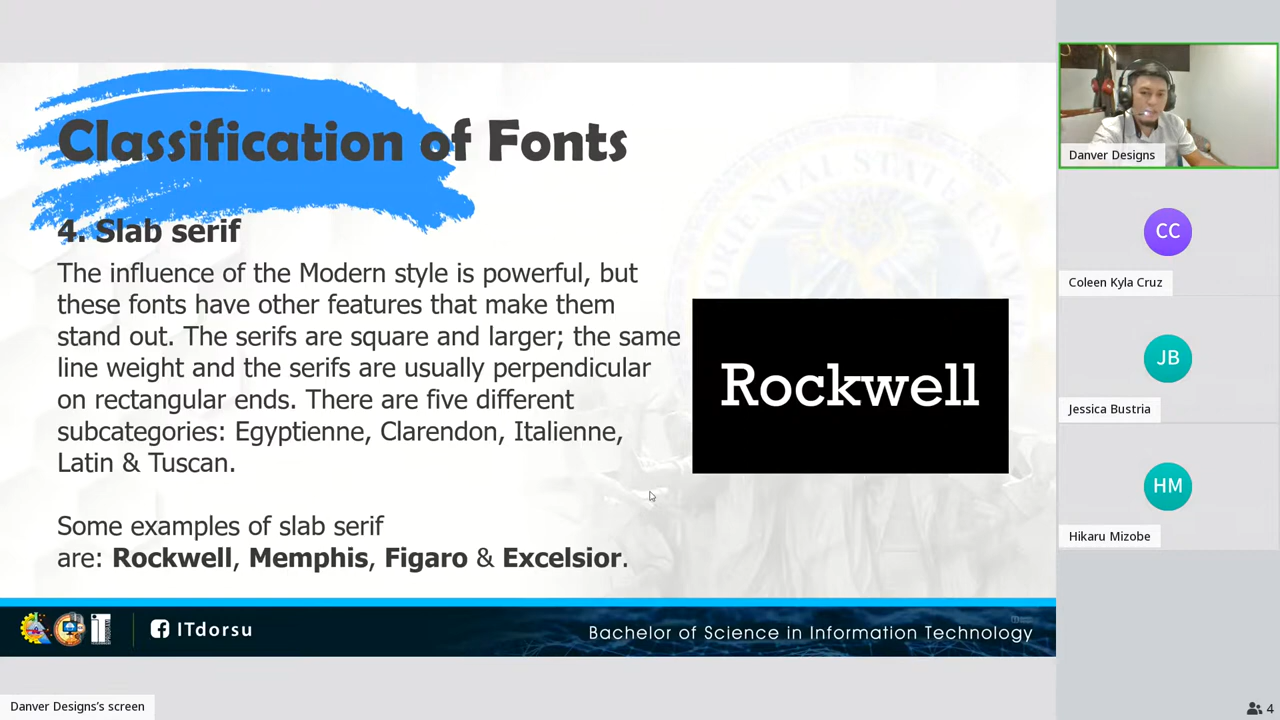 Classification of Fonts
4. Slab serif
The influence of the Modern style is powerful, but
these fonts have other features that make them
stand out. The serifs are square and larger; the same
line weight and the serifs are usually perpendicular
on rectangular ends. There are five different
subcategories: Egyptienne, Clarendon, Italienne,
Latin & Tuscan.
Some examples of slab serif
are: Rockwell, Memphis, Figaro & Excelsior.
Rockwell
ITdorsu
Bachelor of Science in Information Technology
Danver Designs's screen
Danver Designs
CC
Coleen Kyla Cruz
JB
Jessica Bustria
HM
Hikaru Mizobe
4